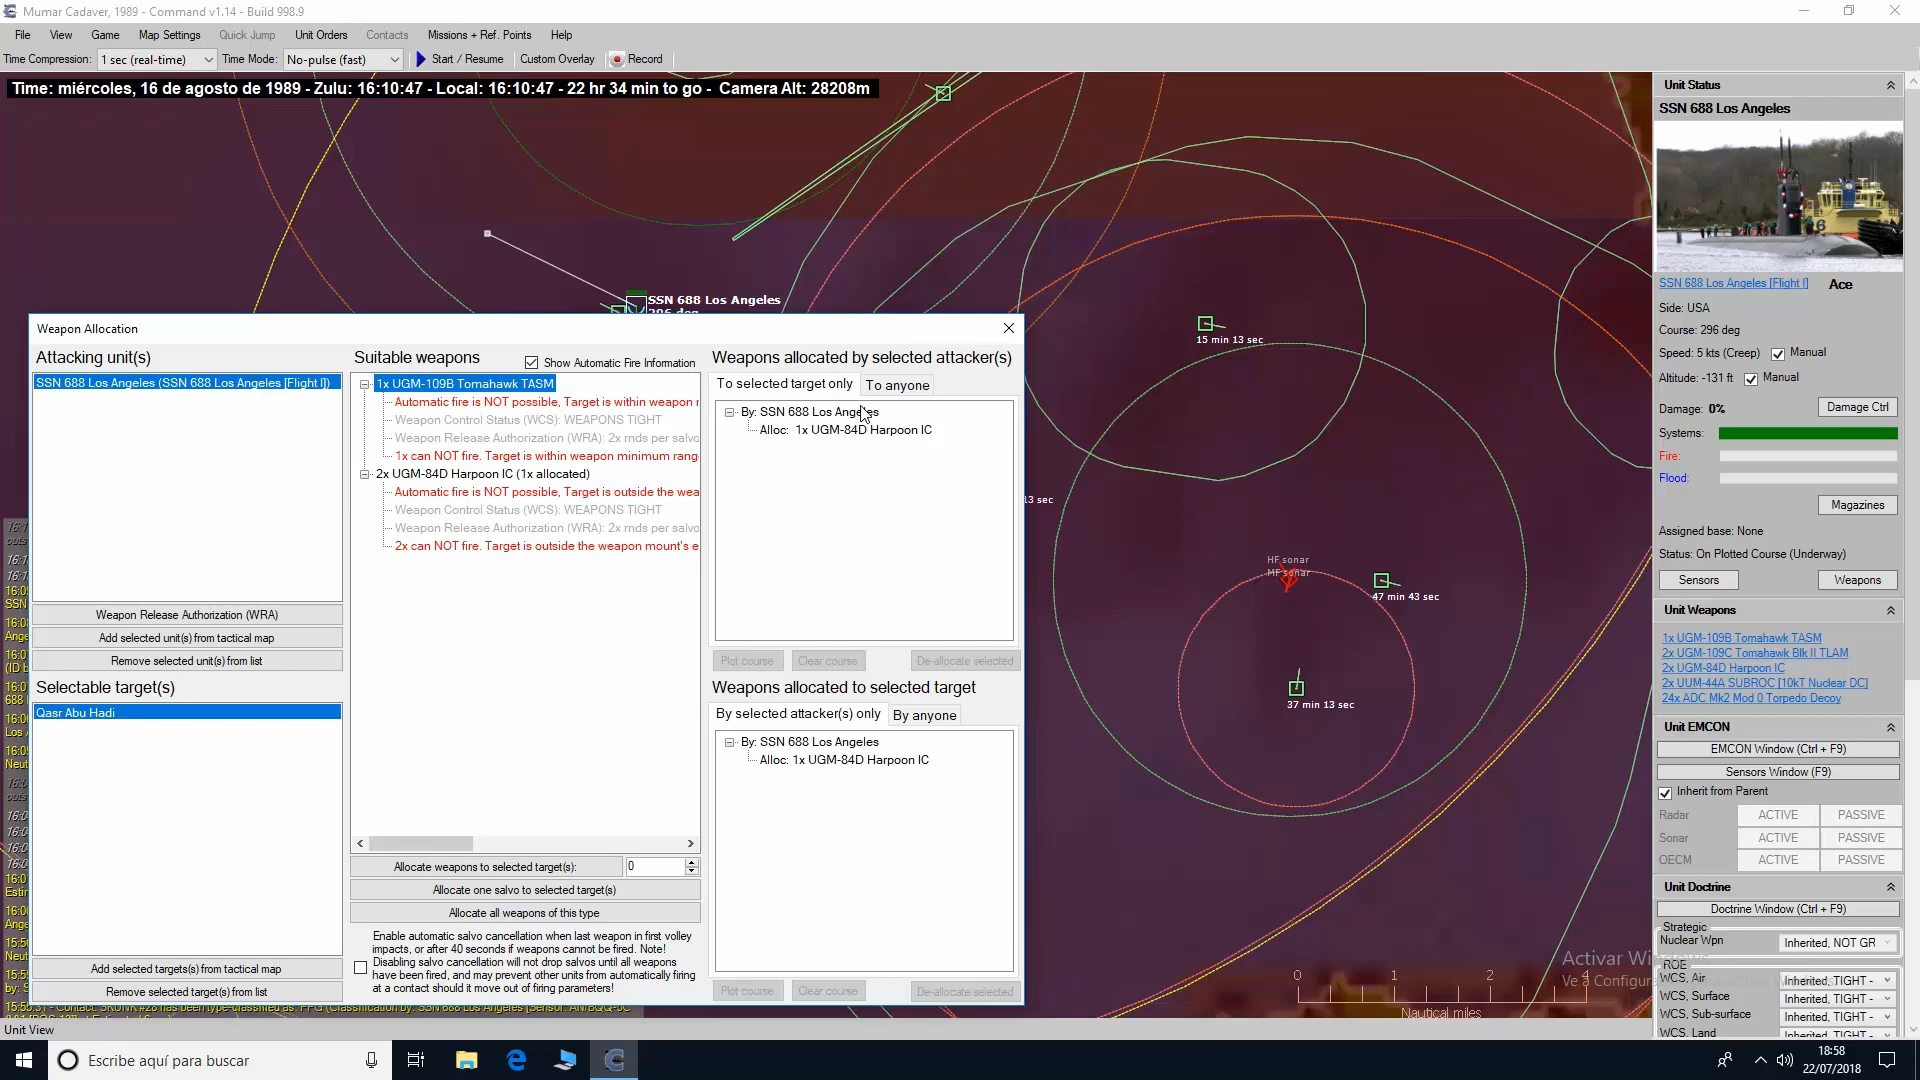 Mumar Cadaver, 1989 - Command v1.14 - Build 998.9
File View Game Map Settings Quick Jump Unit Orders Contacts Missions + Ref. Points Help
Time Compression: 1 sec (real-time) Time Mode: No-pulse (fast) Start / Resume Custom Overlay Record
Time: miércoles, 16 de agosto de 1989 - Zulu: 16:10:47 - Local: 16:10:47 - 22 hr 34 min to go - Camera Alt: 28208m
SSN 688 Los Angeles
15 min 13 sec
13 sec
HF sonar
MF sonar
47 min 43 sec
37 min 13 sec
0 1 2 4
Nautical miles
Weapon Allocation
Attacking unit(s)
SSN 688 Los Angeles (SSN 688 Los Angeles [Flight I])
Weapon Release Authorization (WRA)
Add selected unit(s) from tactical map
Remove selected unit(s) from list
Selectable target(s)
Qasr Abu Hadi
Add selected targets(s) from tactical map
Remove selected target(s) from list
Suitable weapons
Show Automatic Fire Information
1x UGM-109B Tomahawk TASM
Automatic fire is NOT possible, Target is within weapon
Weapon Control Status (WCS): WEAPONS TIGHT
Weapon Release Authorization (WRA): 2x rnds per salvo
1x can NOT fire. Target is within weapon minimum rang
2x UGM-84D Harpoon IC (1x allocated)
Automatic fire is NOT possible, Target is outside the wea
Weapon Control Status (WCS): WEAPONS TIGHT
Weapon Release Authorization (WRA): 2x rnds per salvo
2x can NOT fire. Target is outside the weapon mount's e
Allocate weapons to selected target(s): 0
Allocate one salvo to selected target(s)
Allocate all weapons of this type
Enable automatic salvo cancellation when last weapon in first volley
impacts, or after 40 seconds if weapons cannot be fired. Note!
Disabling salvo cancellation will not drop salvos until all weapons
have been fired, and may prevent other units from automatically firing
at a contact should it move out of firing parameters!
Weapons allocated by selected attacker(s)
To selected target only To anyone
By: SSN 688 Los Angeles
Alloc: 1x UGM-84D Harpoon IC
Plot course Clear course De-allocate selected
Weapons allocated to selected target
By selected attacker(s) only By anyone
By: SSN 688 Los Angeles
Alloc: 1x UGM-84D Harpoon IC
Plot course Clear course De-allocate selected
Unit Status
SSN 688 Los Angeles
SSN 688 Los Angeles [Flight I] Ace
Side: USA
Course: 296 deg
Speed: 5 kts (Creep) Manual
Altitude: -131 ft Manual
Damage: 0% Damage Ctrl
Systems:
Fire:
Flood:
Magazines
Assigned base: None
Status: On Plotted Course (Underway)
Sensors Weapons
Unit Weapons
1x UGM-109B Tomahawk TASM
2x UGM-109C Tomahawk Blk II TLAM
2x UGM-84D Harpoon IC
2x UUM-44A SUBROC [10kT Nuclear DC]
24x ADC Mk2 Mod 0 Torpedo Decoy
Unit EMCON
EMCON Window (Ctrl + F9)
Sensors Window (F9)
Inherit from Parent
Radar ACTIVE PASSIVE
Sonar ACTIVE PASSIVE
OECM ACTIVE PASSIVE
Unit Doctrine
Doctrine Window (Ctrl + F9)
Strategic
Nuclear Wpn Inherited, NOT GR
ROE
WCS, Air Inherited, TIGHT -
WCS, Surface Inherited, TIGHT -
WCS, Sub-surface Inherited, TIGHT -
WCS, Land Inherited, TIGHT -
Activar Wi
Ve a Configura
Unit View
Escribe aquí para buscar
18:58
22/07/2018